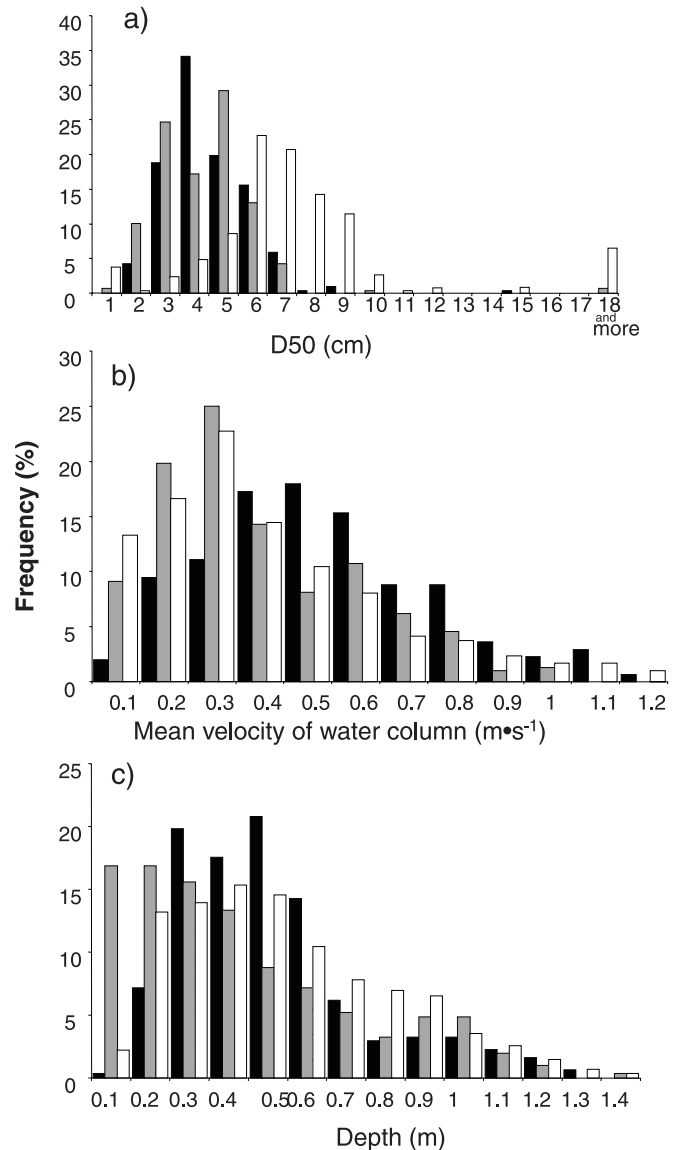 a)
40
35
30
25
20
15
10
5
0
1 2 3 4 5 6 7 8 9 10 11 12 13 14 15 16 17 18
and
more
D50 (cm)
b)
30
25
20
15
10
5
0
Frequency (%)
0.1 0.2 0.3 0.4 0.5 0.6 0.7 0.8 0.9 1 1.1 1.2
Mean velocity of water column (m•s⁻¹)
c)
25
20
15
10
5
0
0.1 0.2 0.3 0.4 0.5 0.6 0.7 0.8 0.9 1 1.1 1.2 1.3 1.4
Depth (m)